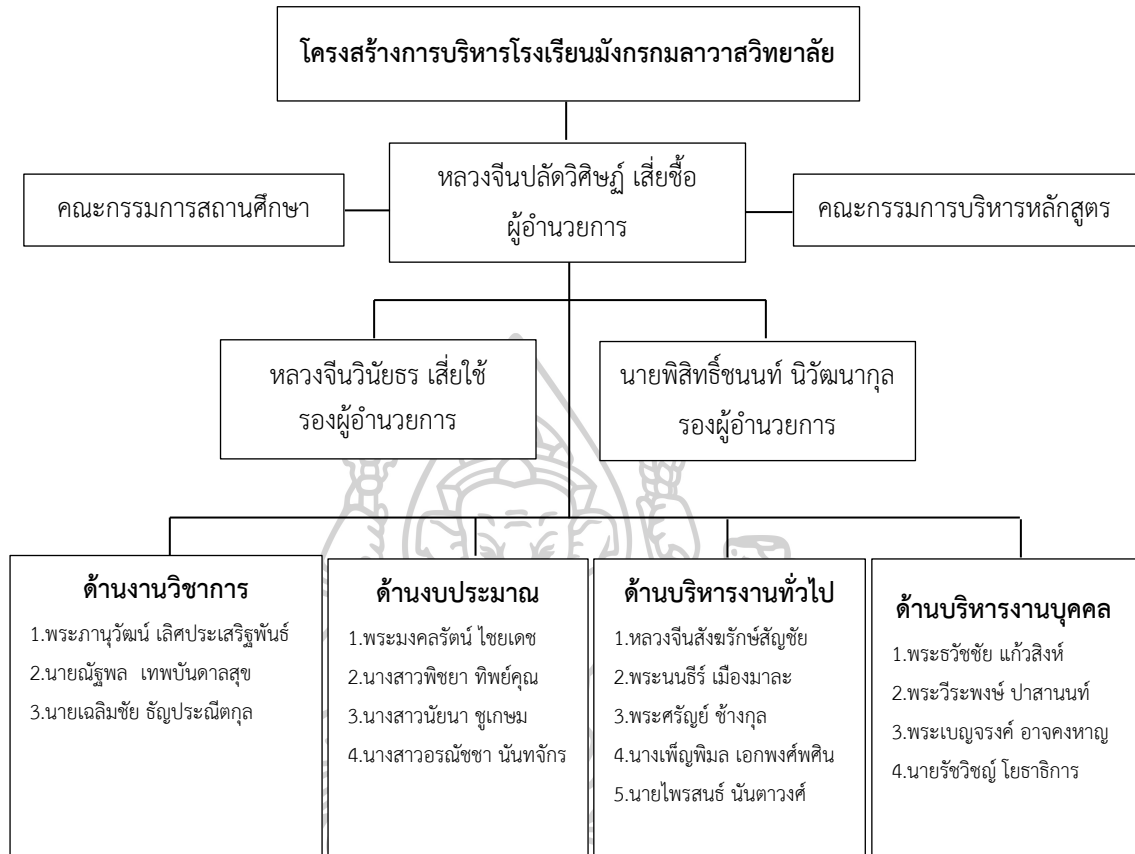 โครงสร้างการบริหารโรงเรียนมังกรกมลาวาสวิทยาลัย
หลวงจีนปลัดวิศิษฏ์ เสี่ยชื้อ
ผู้อำนวยการ
คณะกรรมการสถานศึกษา
คณะกรรมการบริหารหลักสูตร
หลวงจีนวินัยธร เสี่ยใช้
รองผู้อำนวยการ
นายพิสิทธิ์ชนนท์ นิวัฒนากุล
รองผู้อำนวยการ
ด้านงานวิชาการ
1.พระภานุวัฒน์ เลิศประเสริฐพันธ์
2.นายณัฐพล เทพบันดาลสุข
3.นายเฉลิมชัย ธัญประณีตกุล
ด้านงบประมาณ
1.พระมงคลรัตน์ ไชยเดช
2.นางสาวพิชยา ทิพย์คุณ
3.นางสาวนัยนา ชูเกษม
4.นางสาวอรณัชชา นันทจักร
ด้านบริหารงานทั่วไป
1.หลวงจีนสังฆรักษ์สัญชัย
2.พระนนธีร์ เมืองมาละ
3.พระศรัญย์ ช้างกุล
4.นางเพ็ญพิมล เอกพงศ์พศิน
5.นายไพรสนธ์ นันตาวงศ์
ด้านบริหารงานบุคคล
1.พระธวัชชัย แก้วสิงห์
2.พระวีระพงษ์ ปาสานนท์
3.พระเบญจรงค์ อาจคงหาญ
4.นายรัชวิชญ์ โยธาธิการ